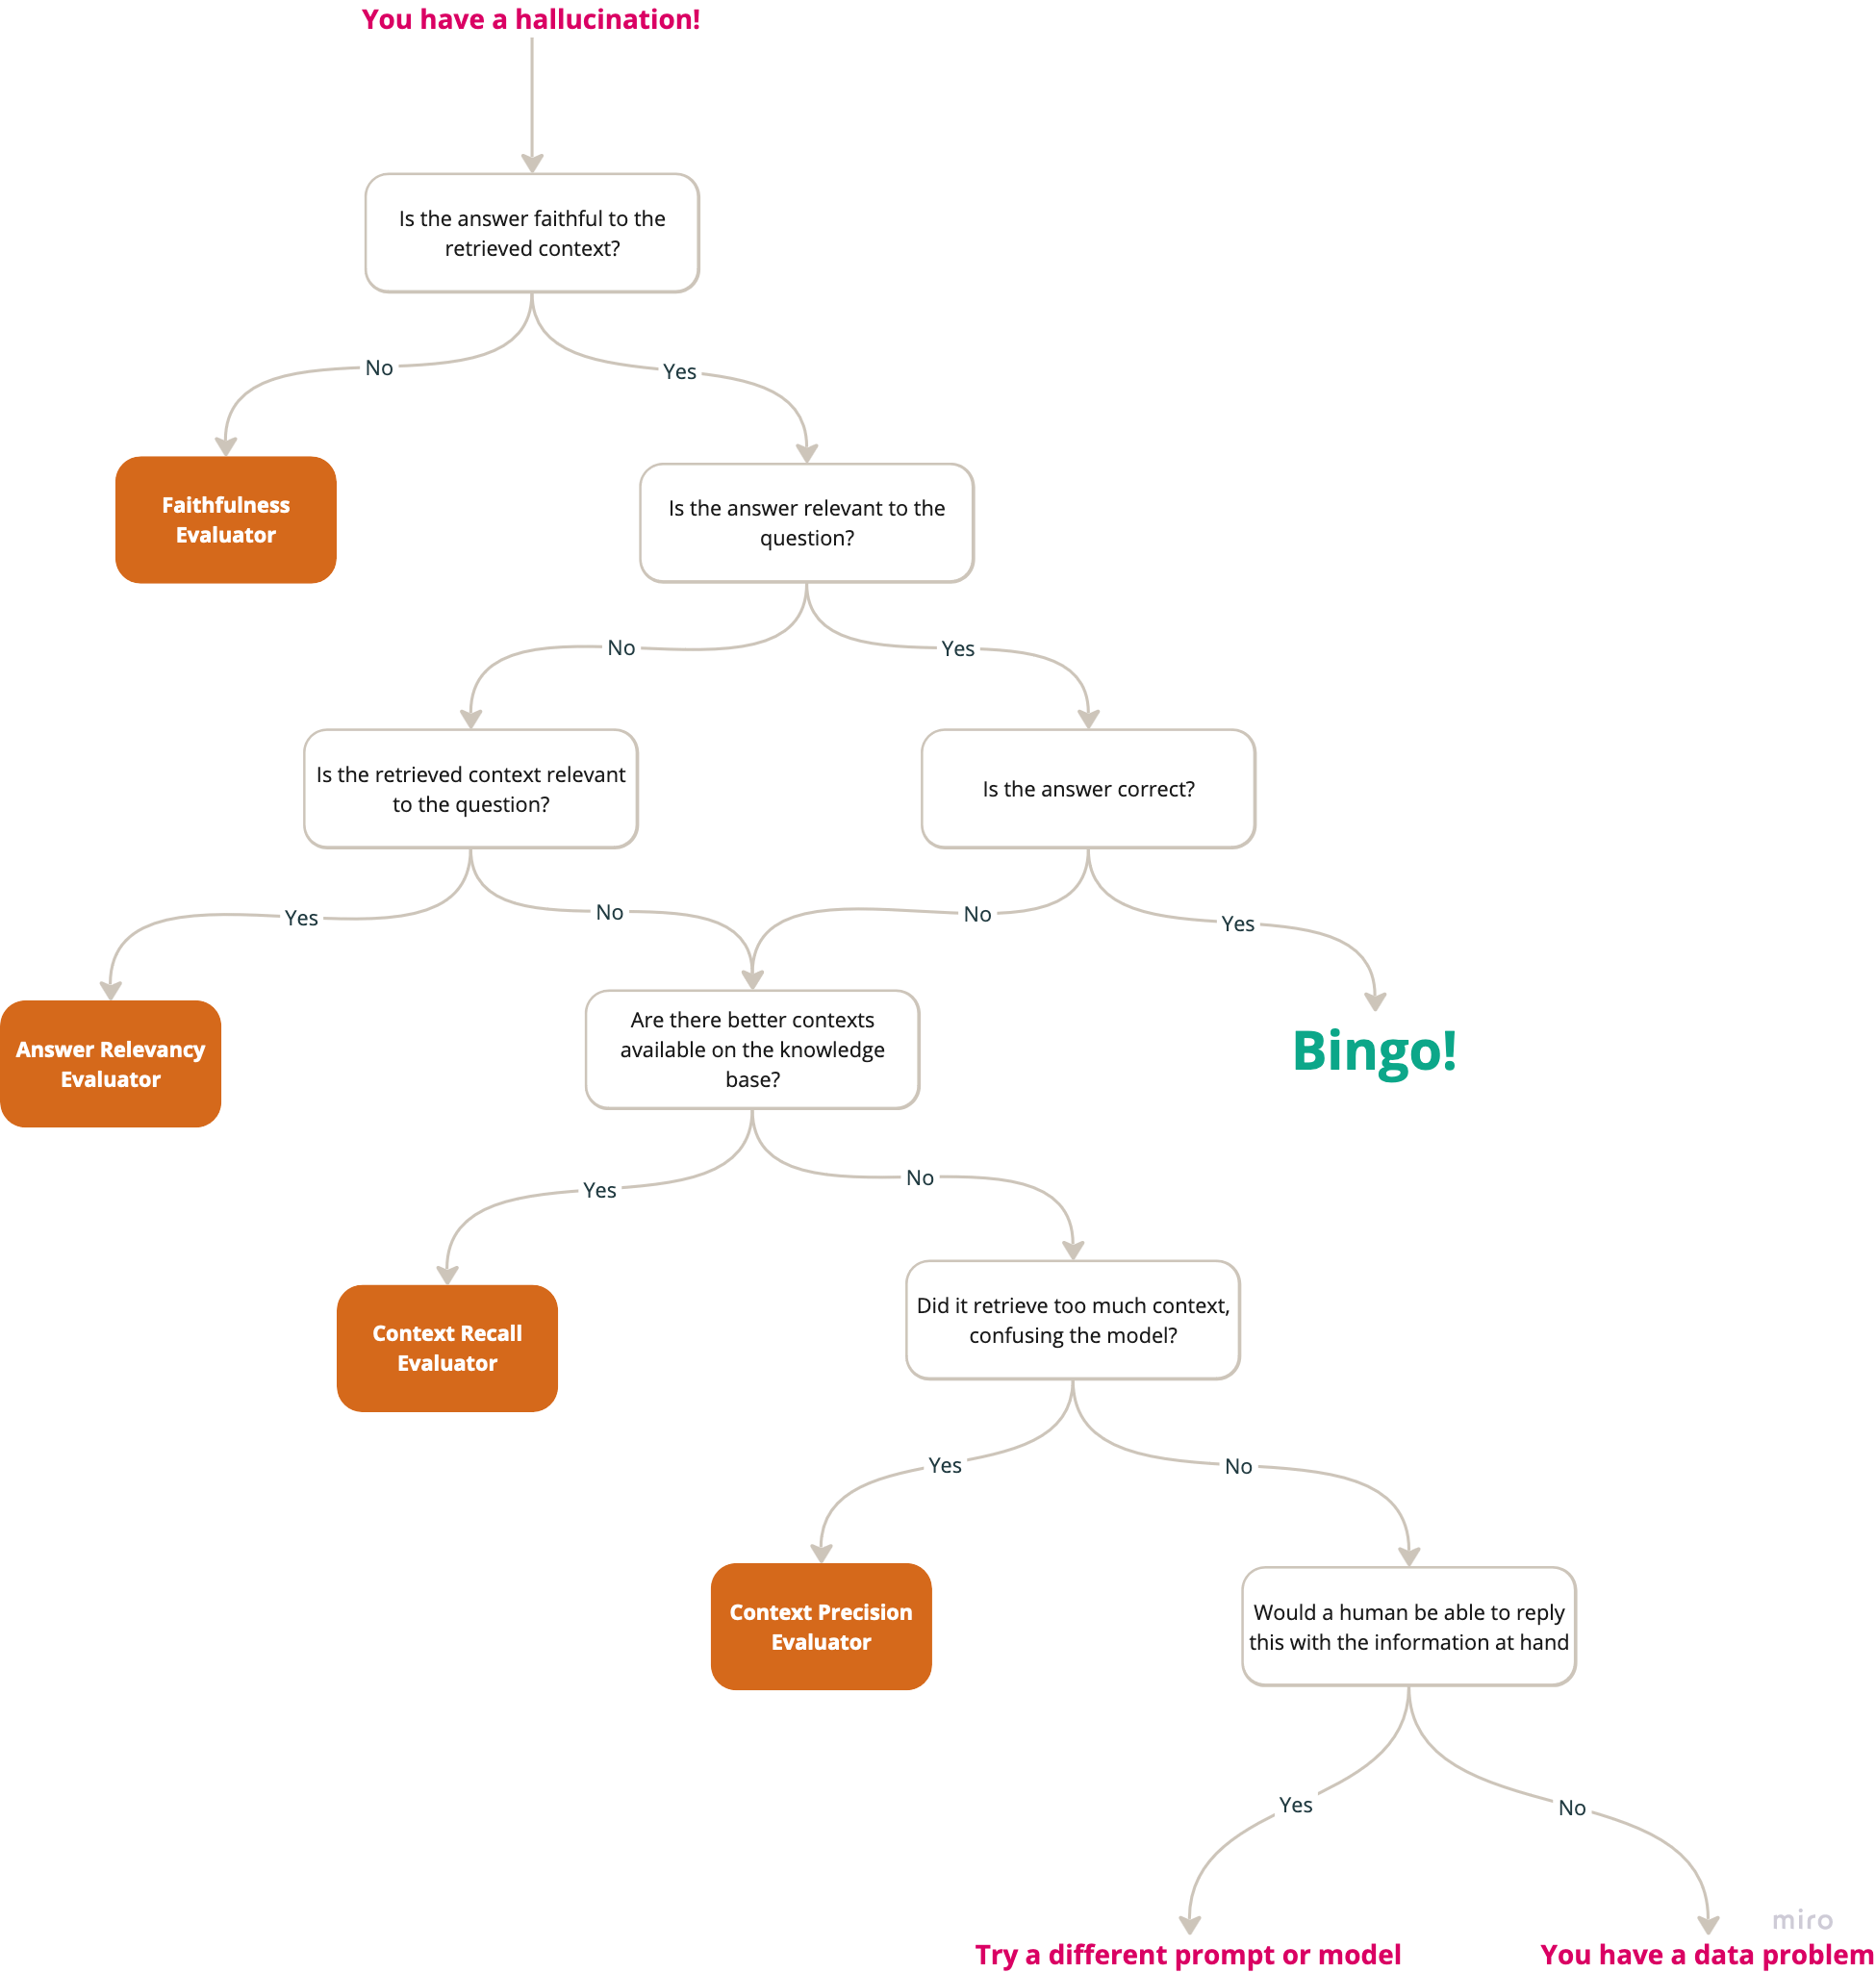 You have a hallucination!
Is the answer faithful to the
retrieved context?
No
Yes
Faithfulness
Evaluator
Is the answer relevant to the
question?
No
Yes
Is the retrieved context relevant
to the question?
Is the answer correct?
Yes
No
No
Yes
Answer Relevancy
Evaluator
Are there better contexts
available on the knowledge
base?
Bingo!
Yes
No
Context Recall
Evaluator
Did it retrieve too much context,
confusing the model?
Yes
No
Context Precision
Evaluator
Would a human be able to reply
this with the information at hand
Yes
No
miro
Try a different prompt or model
You have a data problem